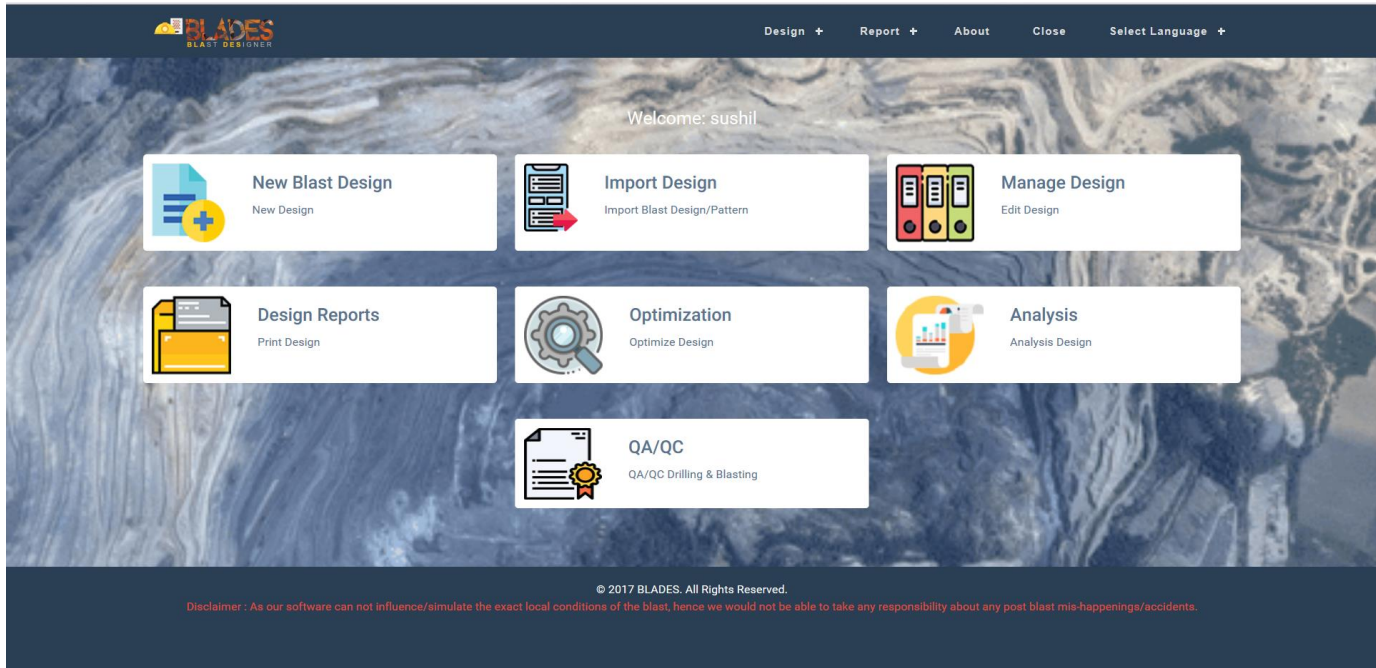 BLADES
BLAST DESIGNER
Design +
Report +
About
Close
Select Language +
Welcome: sushil
New Blast Design
New Design
Import Design
Import Blast Design/Pattern
Manage Design
Edit Design
Design Reports
Print Design
Optimization
Optimize Design
Analysis
Analysis Design
QA/QC
QA/QC Drilling & Blasting
© 2017 BLADES. All Rights Reserved.
Disclaimer : As our software can not influence/simulate the exact local conditions of the blast, hence we would not be able to take any responsibility about any post blast mis-happenings/accidents.